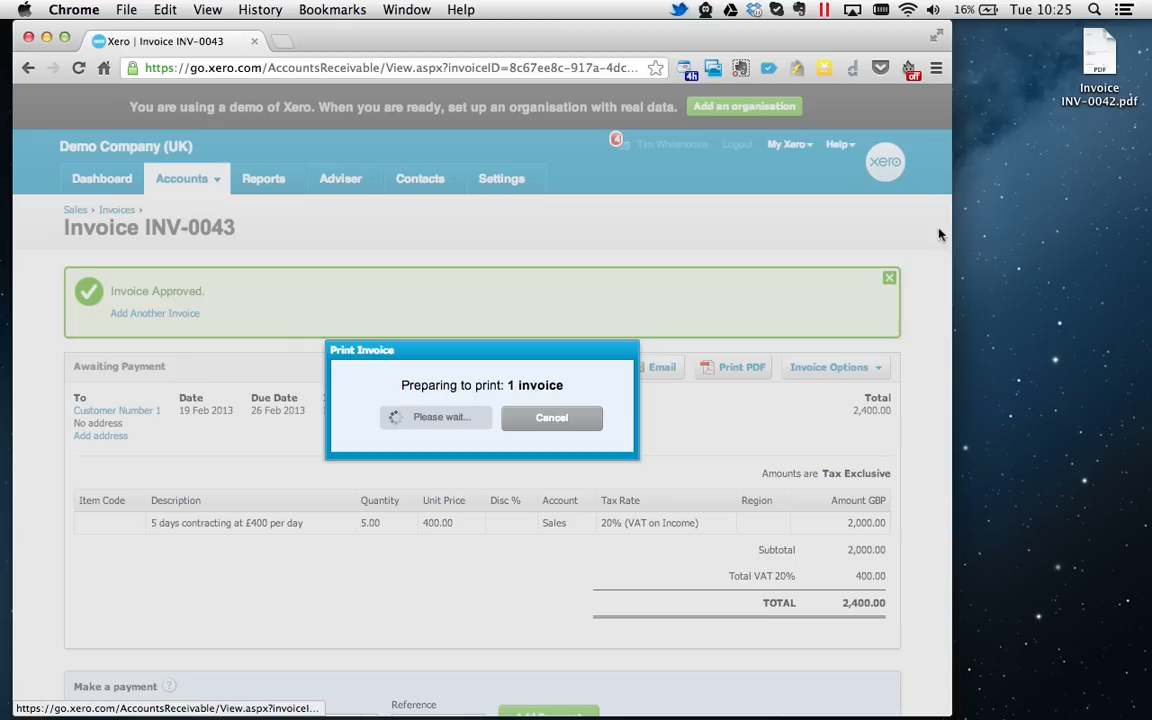 Chrome File Edit View History Bookmarks Window Help 16% Tue 10:25
Xero | Invoice INV-0043
https://go.xero.com/AccountsReceivable/View.aspx?invoiceID=8c67ee8c-917a-4dc...
4h
off
PDF
Invoice
INV-0042.pdf
You are using a demo of Xero. When you are ready, set up an organisation with real data. Add an organisation
Demo Company (UK)
4 Tim Whitehouse Logout My Xero Help
xero
Dashboard Accounts Reports Adviser Contacts Settings
Sales › Invoices ›
Invoice INV-0043
Invoice Approved.
Add Another Invoice
Print Invoice
Preparing to print: 1 invoice
Please wait... Cancel
Awaiting Payment Email Print PDF Invoice Options
To Date Due Date Total
Customer Number 1 19 Feb 2013 26 Feb 2013 2,400.00
No address
Add address
Amounts are Tax Exclusive
Item Code Description Quantity Unit Price Disc % Account Tax Rate Region Amount GBP
5 days contracting at £400 per day 5.00 400.00 Sales 20% (VAT on Income) 2,000.00
Subtotal 2,000.00
Total VAT 20% 400.00
TOTAL 2,400.00
Make a payment ?
Reference
https://go.xero.com/AccountsReceivable/View.aspx?invoiceI...